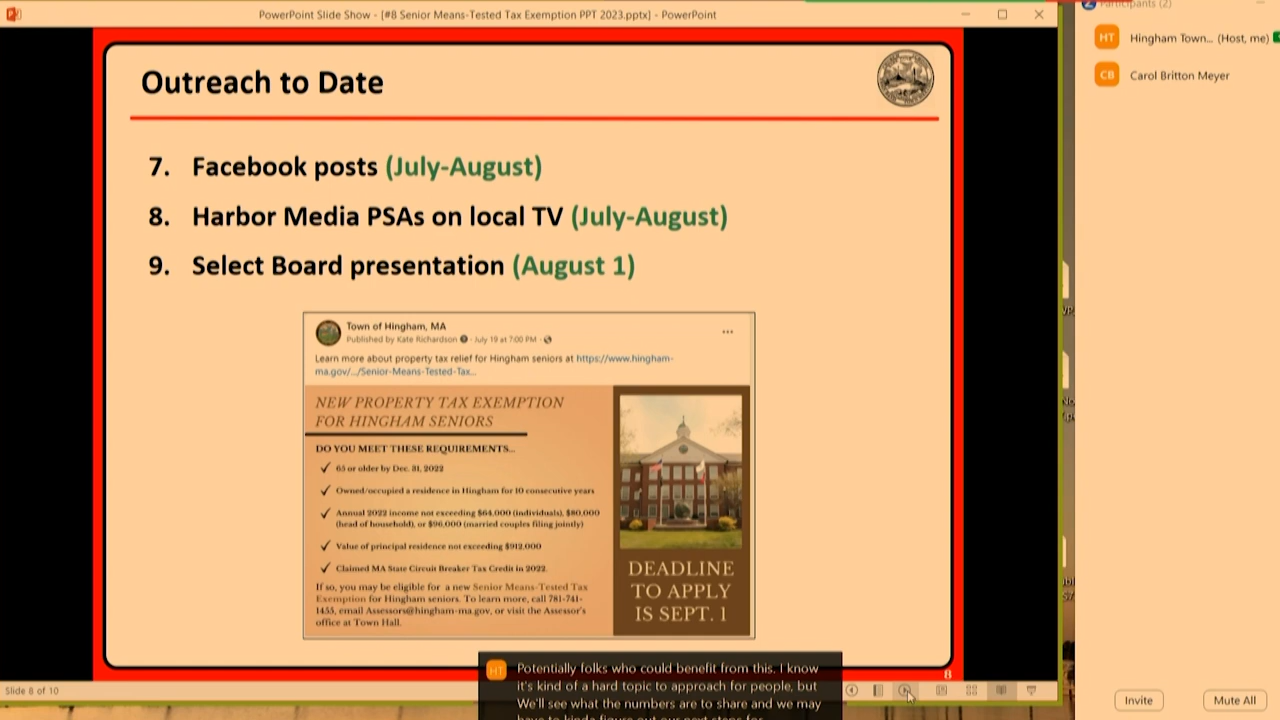 PowerPoint Slide Show - [#8 Senior Means-Tested Tax Exemption PPT 2023.pptx] - PowerPoint
Participants (2)
HT Hingham Town... (Host, me)
CB Carol Britton Meyer
Outreach to Date
7. Facebook posts (July-August)
8. Harbor Media PSAs on local TV (July-August)
9. Select Board presentation (August 1)
Town of Hingham, MA
Published by Kate Richardson · July 19 at 7:00 PM ·
Learn more about property tax relief for Hingham seniors at https://www.hingham-
ma.gov/.../Senior-Means-Tested-Tax...
NEW PROPERTY TAX EXEMPTION
FOR HINGHAM SENIORS
DO YOU MEET THESE REQUIREMENTS...
✓ 65 or older by Dec. 31, 2022
✓ Owned/occupied a residence in Hingham for 10 consecutive years
✓ Annual 2022 income not exceeding $64,000 (individuals), $80,000
(head of household), or $96,000 (married couples filing jointly)
✓ Value of principal residence not exceeding $912,000
✓ Claimed MA State Circuit Breaker Tax Credit in 2022.
If so, you may be eligible for a new Senior Means-Tested Tax
Exemption for Hingham seniors. To learn more, call 781-741-
1455, email Assessors@hingham-ma.gov, or visit the Assessor's
office at Town Hall.
DEADLINE
TO APPLY
IS SEPT. 1
8
HT Potentially folks who could benefit from this. I know
it's kind of a hard topic to approach for people, but
We'll see what the numbers are to share and we may
Slide 8 of 10
Invite
Mute All